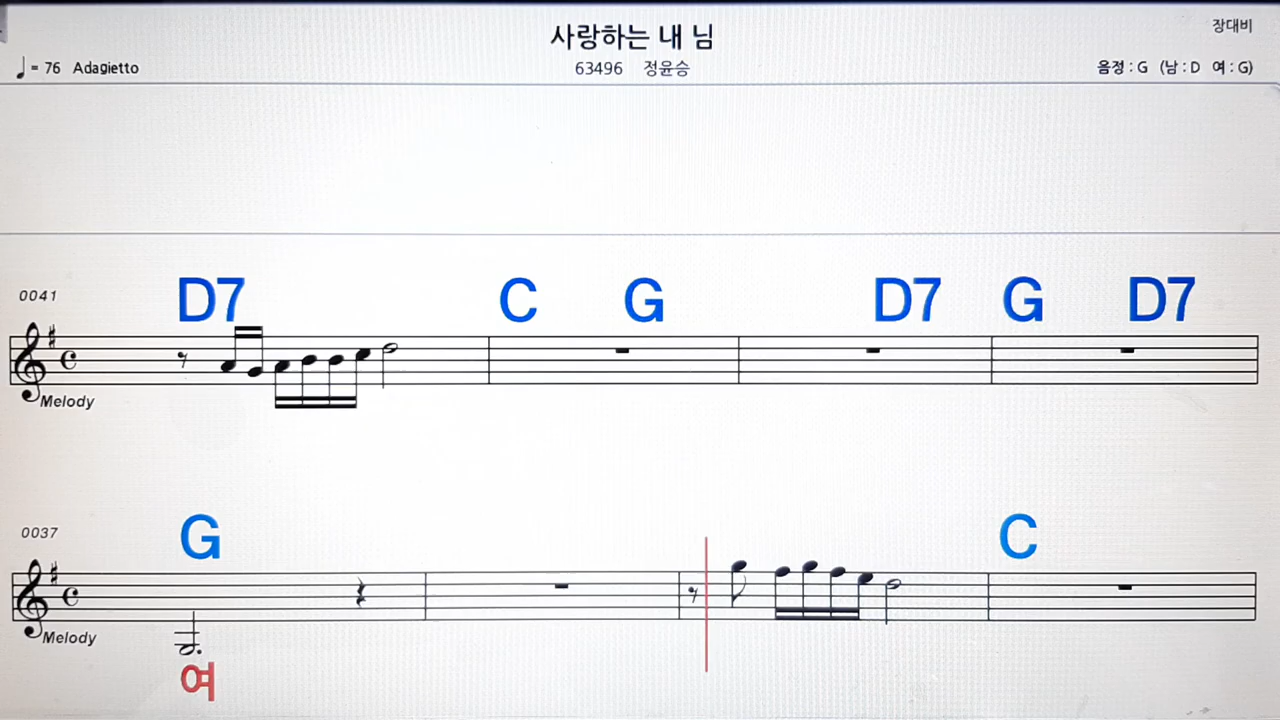 사랑하는 내 님
장대비
♩= 76 Adagietto
63496 정윤승
음정 : G (남 : D 여 : G)
0041
D7 C G D7 G D7
Melody
0037
G C
Melody
여